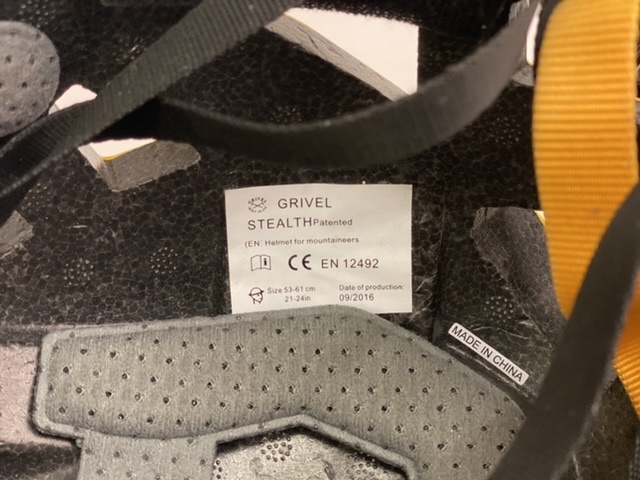 GRIVEL
STEALTH Patented
(EN: Helmet for mountaineers
CE EN 12492
Size 53-61 cm
21-24in
Date of production:
09/2016
MADE IN CHINA